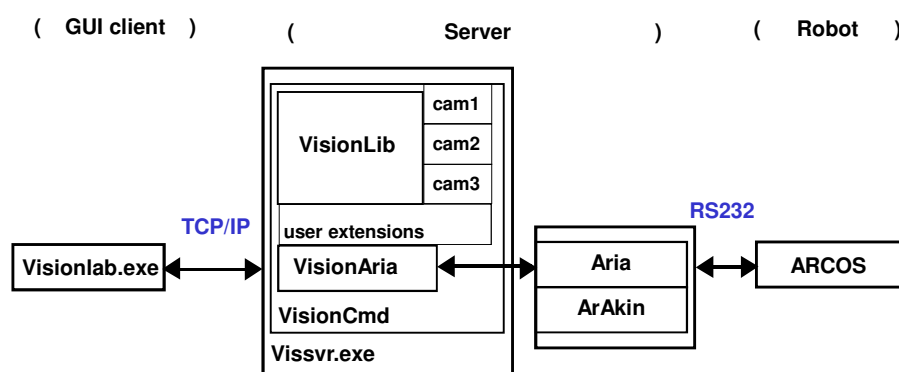 ( GUI client )
( Server )
( Robot )
cam1
VisionLib
cam2
cam3
TCP/IP
user extensions
RS232
Visionlab.exe
VisionAria
Aria
ARCOS
ArAkin
VisionCmd
Vissvr.exe